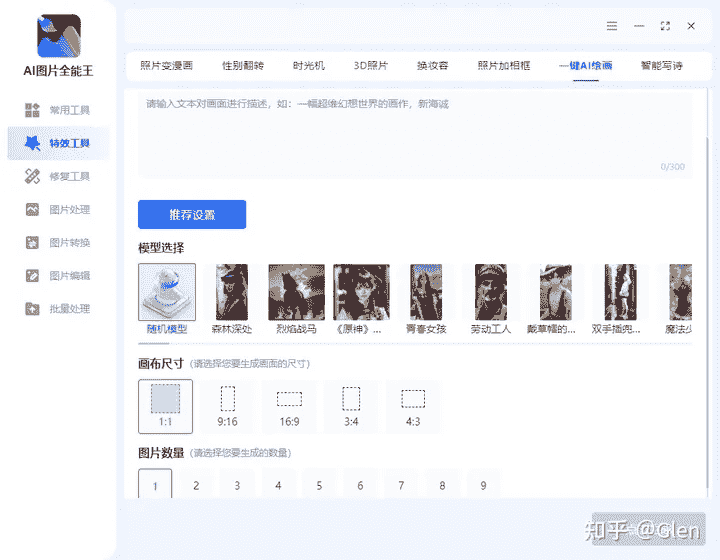 AI图片全能王
常用工具
特效工具
修复工具
图片处理
图片转换
图片编辑
批量处理
照片变漫画 性别翻转 时光机 3D照片 换妆容 照片加相框 一键AI绘画 智能写诗
请输入文本对画面进行描述，如：一幅超维幻想世界的画作，新海诚
0/300
推荐设置
模型选择
随机模型 森林深处 烈焰战马 《原神》... 青春女孩 劳动工人 戴草帽的... 双手插兜... 魔法少
画布尺寸 (请选择您要生成画面的尺寸)
1:1 9:16 16:9 3:4 4:3
图片数量 (请选择您要生成的数量)
1 2 3 4 5 6 7 8 9
知乎 @Glen